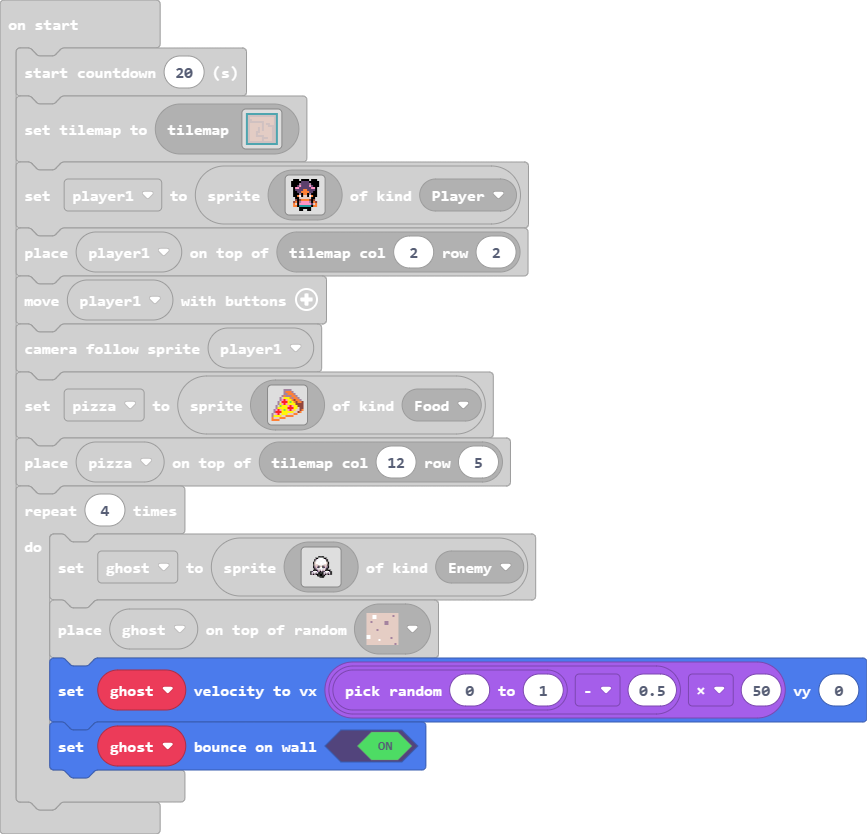 on start
start countdown 20 (s)
set tilemap to tilemap
set player1 to sprite of kind Player
place player1 on top of tilemap col 2 row 2
move player1 with buttons
camera follow sprite player1
set pizza to sprite of kind Food
place pizza on top of tilemap col 12 row 5
repeat 4 times
do
set ghost to sprite of kind Enemy
place ghost on top of random
set ghost velocity to vx pick random 0 to 1 - 0.5 × 50 vy 0
set ghost bounce on wall ON